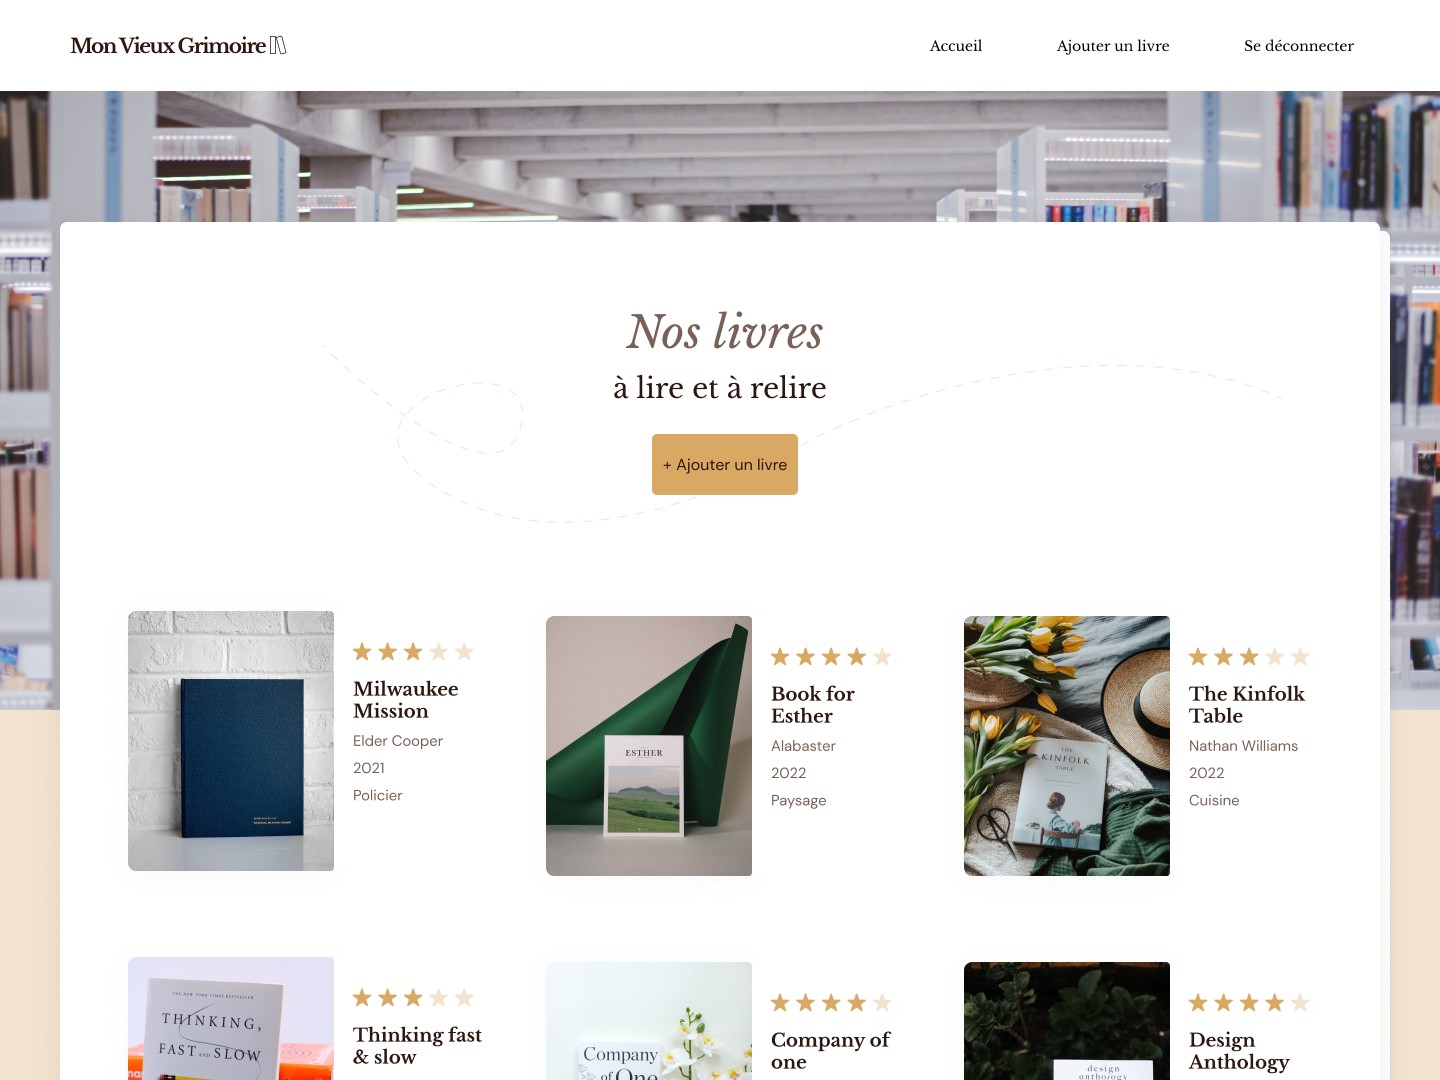 Mon Vieux Grimoire
Accueil
Ajouter un livre
Se déconnecter
Nos livres
à lire et à relire
+ Ajouter un livre
Milwaukee
Mission
Elder Cooper
2021
Policier
ESTHER
Book for
Esther
Alabaster
2022
Paysage
THE
KINFOLK
TABLE
The Kinfolk
Table
Nathan Williams
2022
Cuisine
THE NEW YORK TIMES BESTSELLER
THINKING,
FAST AND SLOW
Thinking fast
& slow
Company
of One
Company of
one
design
anthology
Design
Anthology